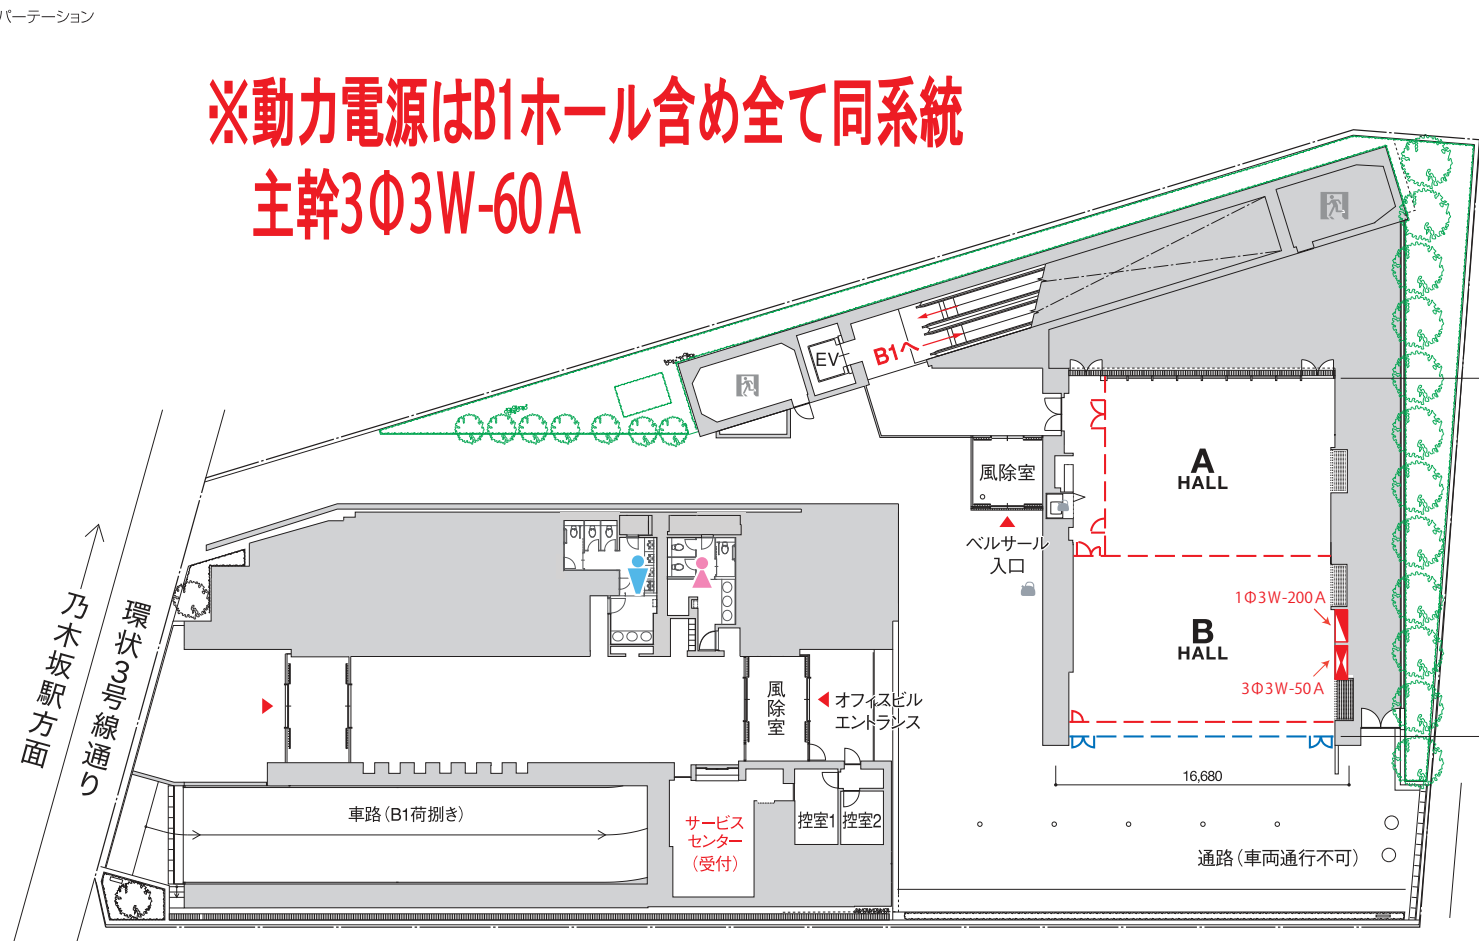 パーテーション
※動力電源はB1ホール含め全て同系統
主幹3Φ3W-60A
EV
B1へ
風除室
A
HALL
ベルサール
入口
1Φ3W-200A
B
HALL
3Φ3W-50A
乃木坂駅方面
環状3号線通り
風除室
オフィスビル
エントランス
16,680
車路(B1荷捌き)
サービス
センター
(受付)
控室1
控室2
通路(車両通行不可)